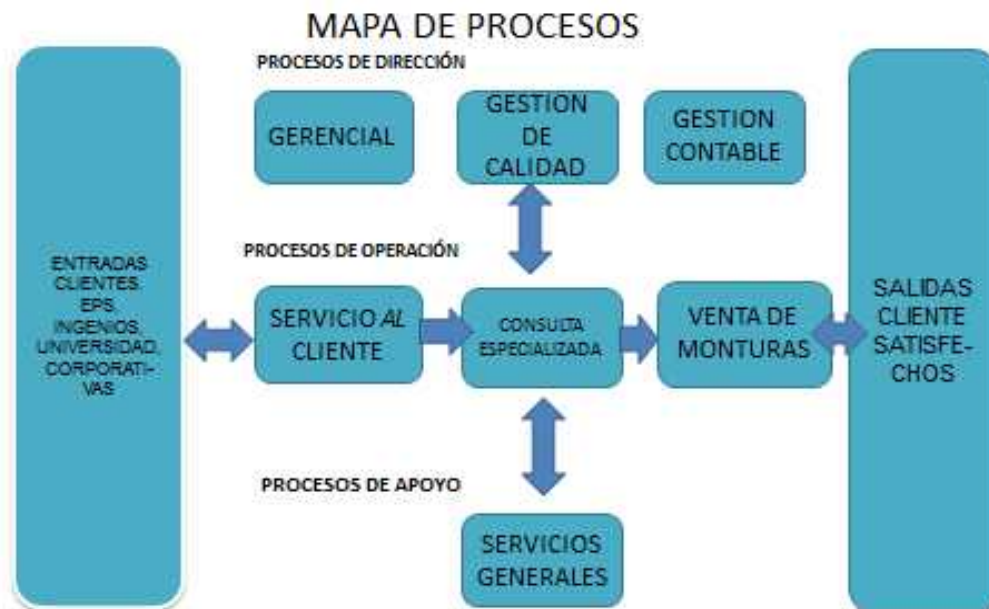 MAPA DE PROCESOS
PROCESOS DE DIRECCIÓN
GERENCIAL
GESTION
DE
CALIDAD
GESTION
CONTABLE
ENTRADAS
CLIENTES.
EPS.
INGENIOS,
UNIVERSIDAD,
CORPORATI-
VAS
PROCESOS DE OPERACIÓN
SERVICIO AL
CLIENTE
CONSULTA
ESPECIALIZADA
VENTA DE
MONTURAS
SALIDAS
CLIENTE
SATISFE-
CHOS
PROCESOS DE APOYO
SERVICIOS
GENERALES